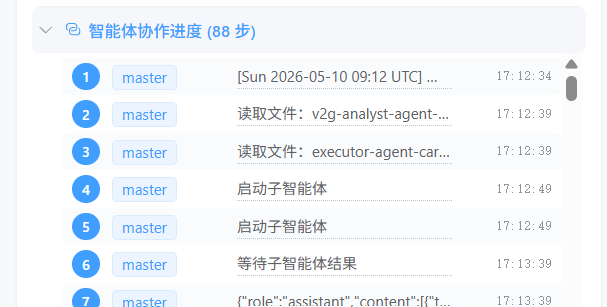 智能体协作进度 (88 步)
1 master [Sun 2026-05-10 09:12 UTC] ... 17:12:34
2 master 读取文件：v2g-analyst-agent-... 17:12:39
3 master 读取文件：executor-agent-car... 17:12:39
4 master 启动子智能体 17:12:49
5 master 启动子智能体 17:12:49
6 master 等待子智能体结果 17:13:39
7 master {"role":"assistant","content":[{"t... 17:13:39